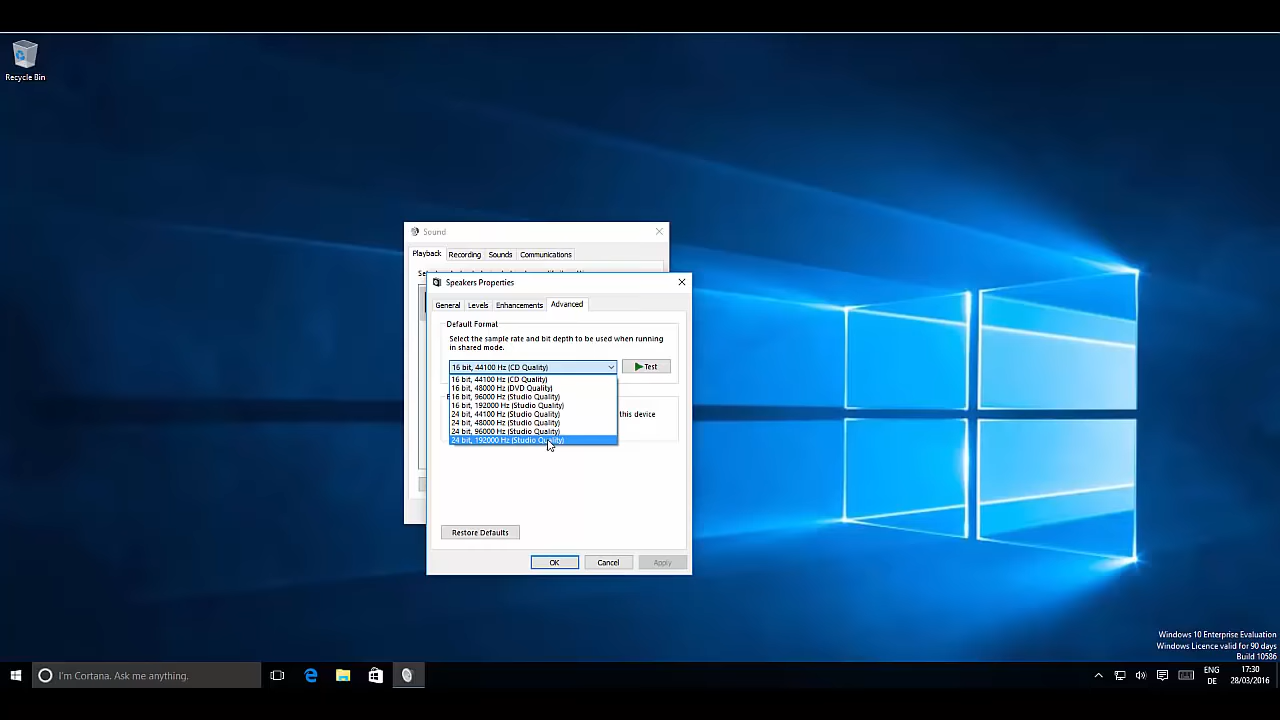 Recycle Bin
Sound
Playback
Recording
Sounds
Communications
Speakers Properties
General
Levels
Enhancements
Advanced
Default Format
Select the sample rate and bit depth to be used when running
in shared mode.
16 bit, 44100 Hz (CD Quality)
Test
16 bit, 44100 Hz (CD Quality)
16 bit, 48000 Hz (DVD Quality)
16 bit, 96000 Hz (Studio Quality)
16 bit, 192000 Hz (Studio Quality)
24 bit, 44100 Hz (Studio Quality)
this device
24 bit, 48000 Hz (Studio Quality)
24 bit, 96000 Hz (Studio Quality)
24 bit, 192000 Hz (Studio Quality)
Restore Defaults
OK
Cancel
Apply
Windows 10 Enterprise Evaluation
Windows Licence valid for 90 days
Build 10586
I'm Cortana. Ask me anything.
ENG
DE
17:30
28/03/2016